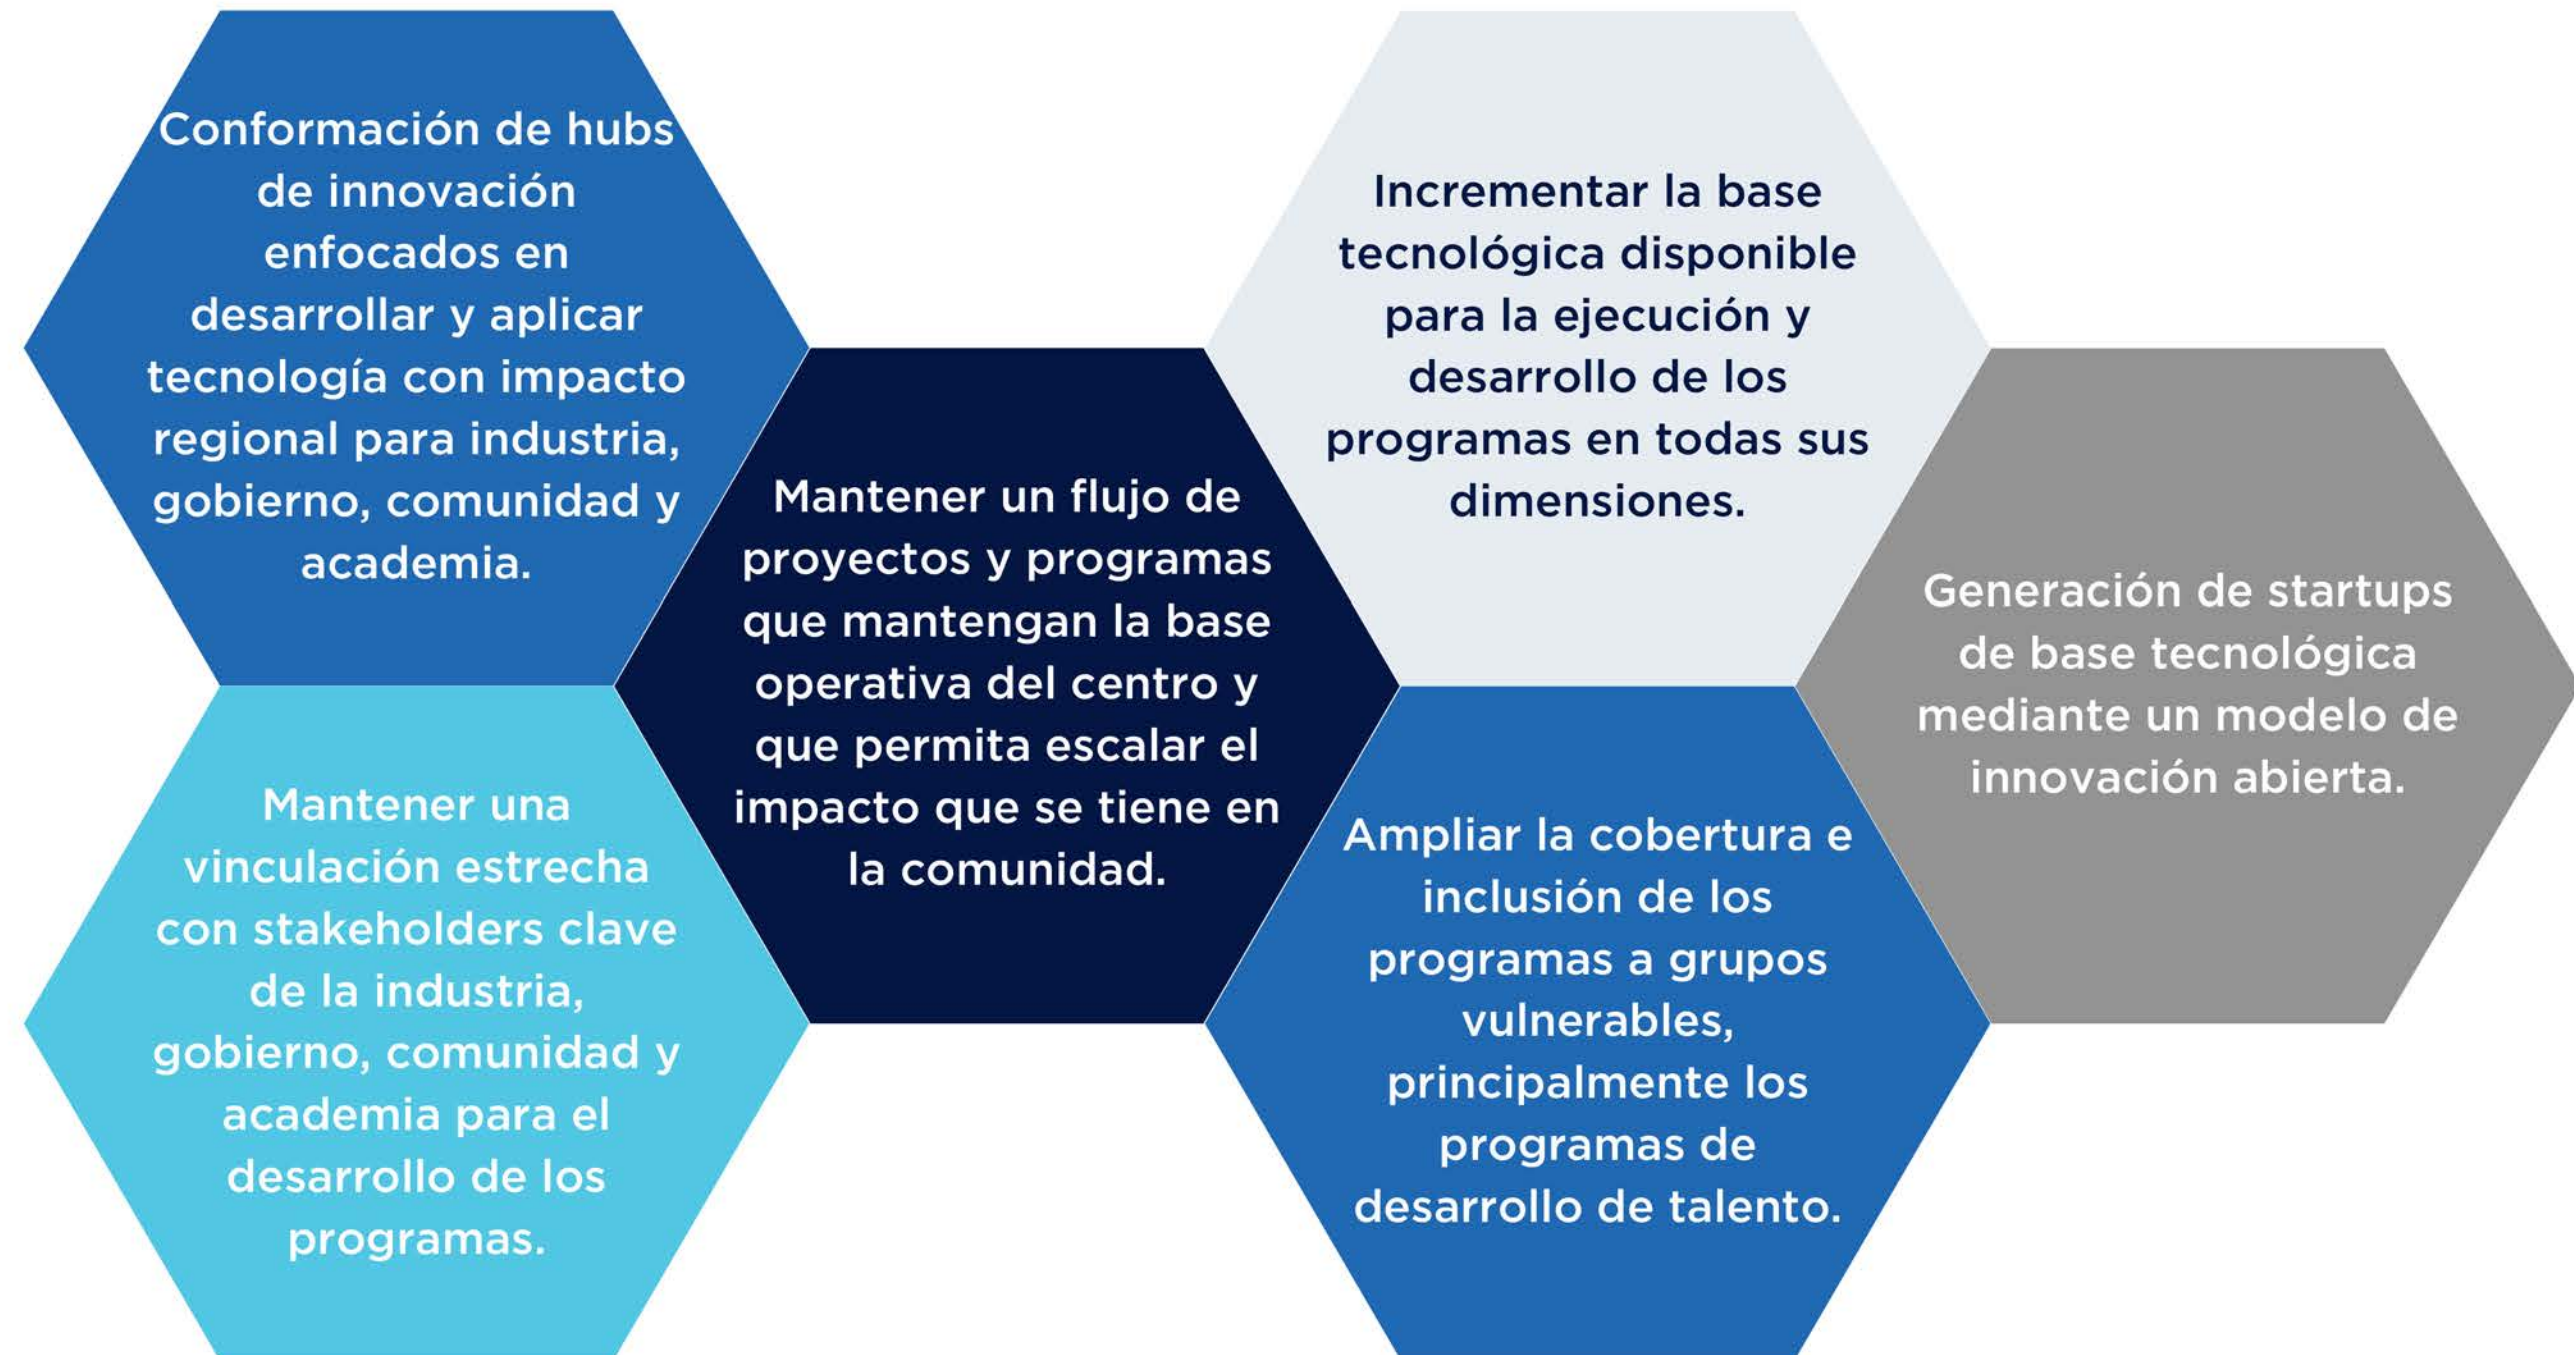 Conformación de hubs
de innovación
enfocados en
desarrollar y aplicar
tecnología con impacto
regional para industria,
gobierno, comunidad y
academia.
Mantener una
vinculación estrecha
con stakeholders clave
de la industria,
gobierno, comunidad y
academia para el
desarrollo de los
programas.
Mantener un flujo de
proyectos y programas
que mantengan la base
operativa del centro y
que permita escalar el
impacto que se tiene en
la comunidad.
Incrementar la base
tecnológica disponible
para la ejecución y
desarrollo de los
programas en todas sus
dimensiones.
Ampliar la cobertura e
inclusión de los
programas a grupos
vulnerables,
principalmente los
programas de
desarrollo de talento.
Generación de startups
de base tecnológica
mediante un modelo de
innovación abierta.